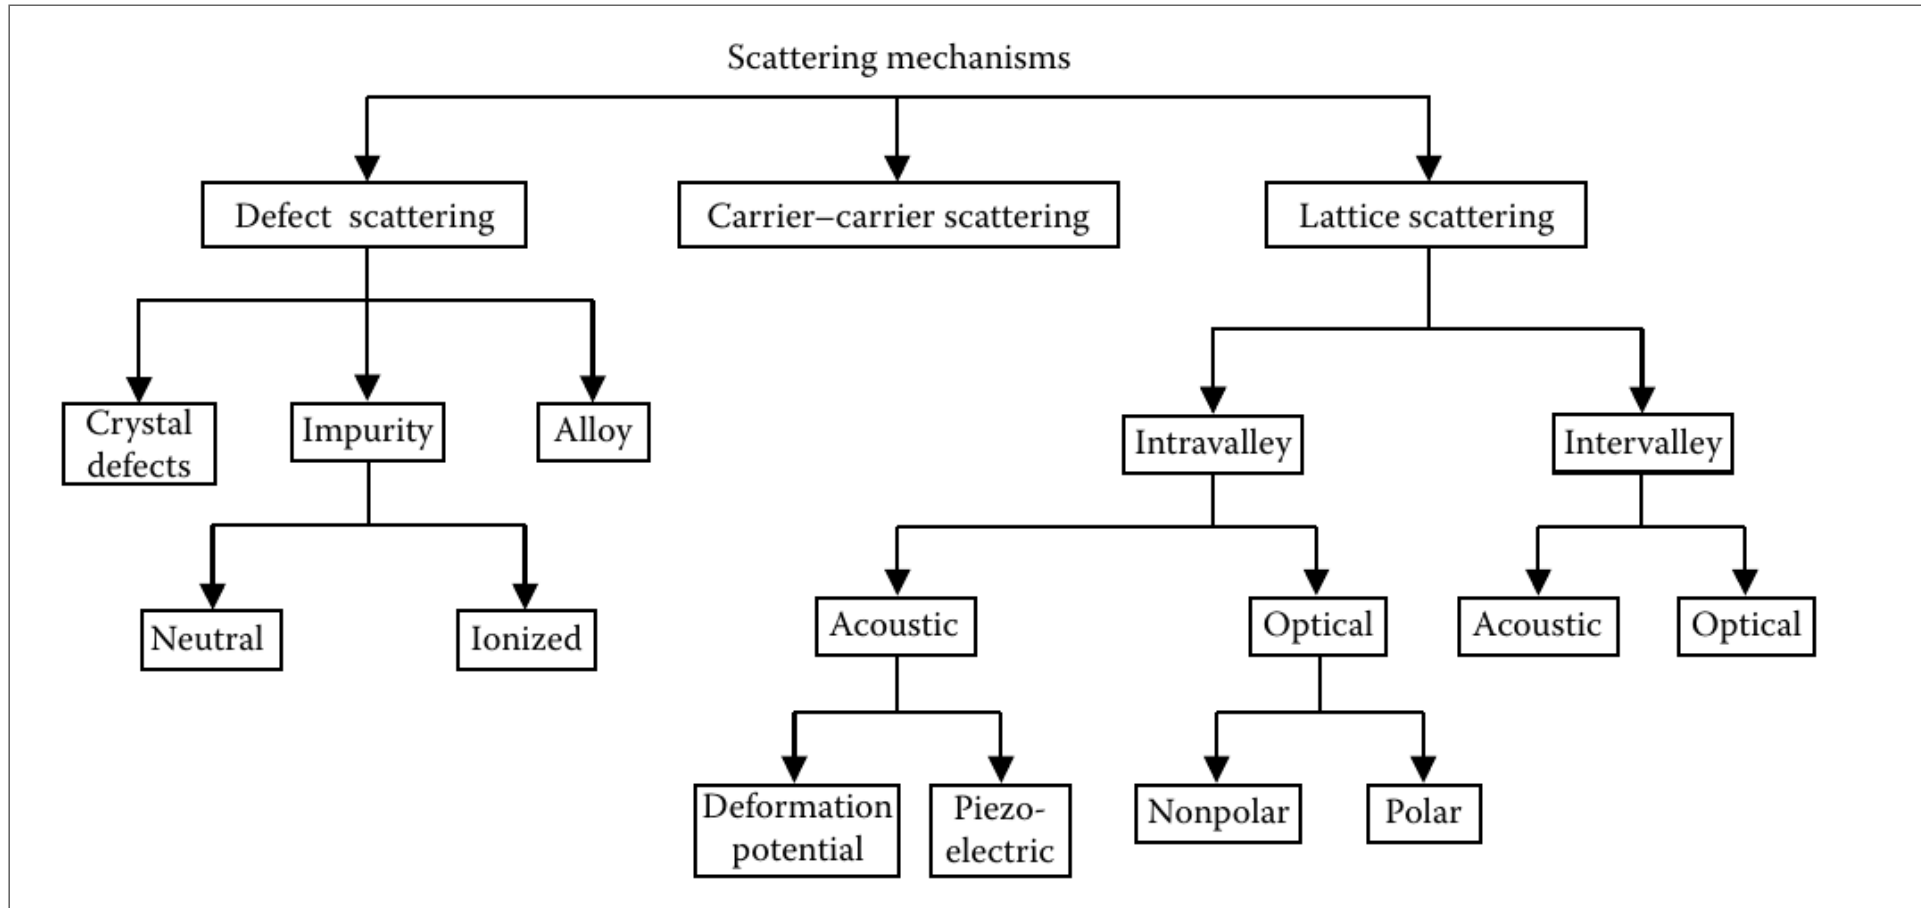 Scattering mechanisms
Defect scattering
Carrier–carrier scattering
Lattice scattering
Crystal
defects
Impurity
Alloy
Intravalley
Intervalley
Neutral
Ionized
Acoustic
Optical
Acoustic
Optical
Deformation
potential
Piezo-
electric
Nonpolar
Polar